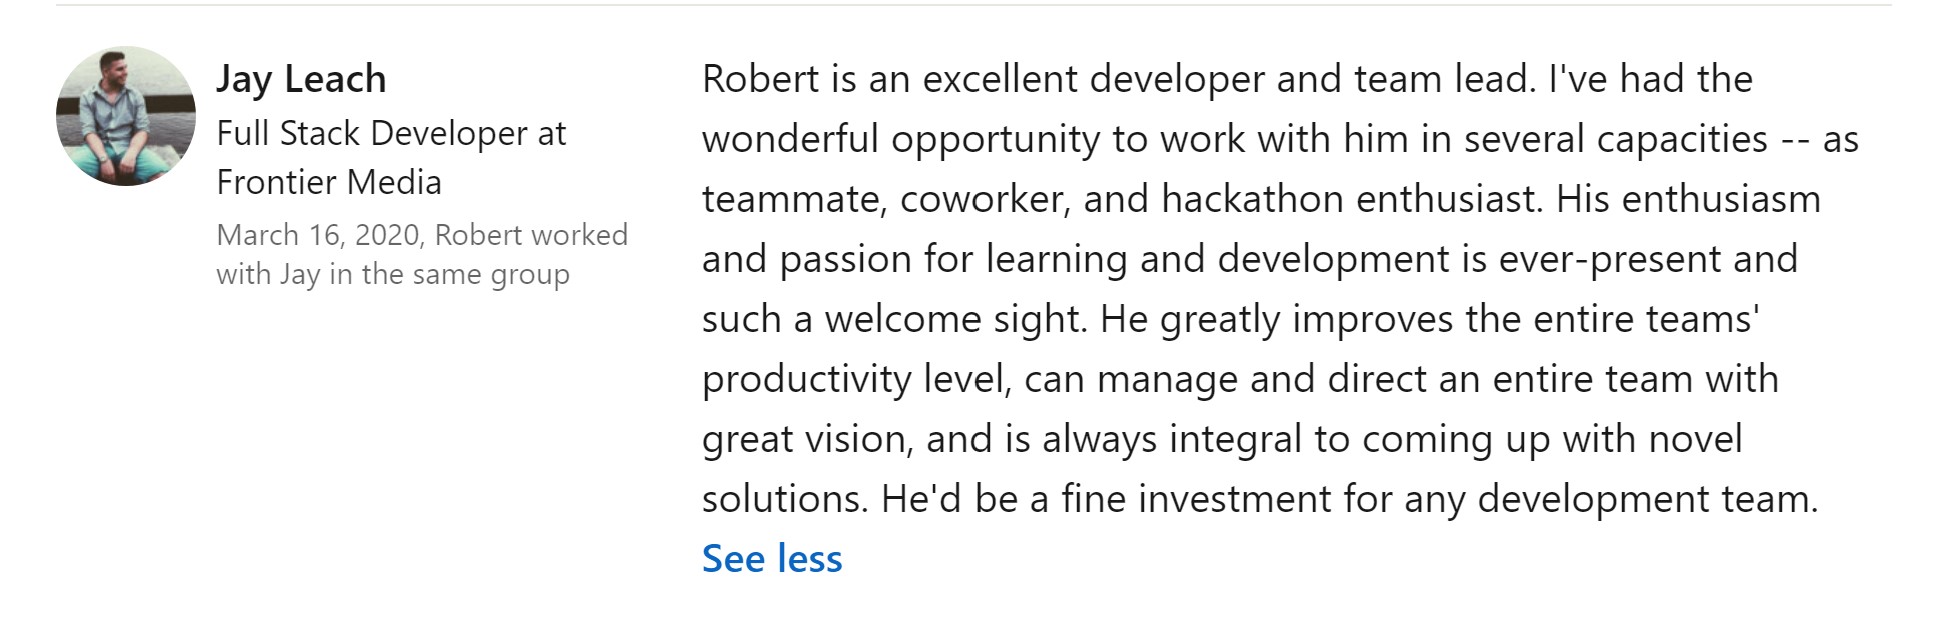 Jay Leach
Full Stack Developer at
Frontier Media
March 16, 2020, Robert worked
with Jay in the same group
Robert is an excellent developer and team lead. I've had the
wonderful opportunity to work with him in several capacities -- as
teammate, coworker, and hackathon enthusiast. His enthusiasm
and passion for learning and development is ever-present and
such a welcome sight. He greatly improves the entire teams'
productivity level, can manage and direct an entire team with
great vision, and is always integral to coming up with novel
solutions. He'd be a fine investment for any development team.
See less